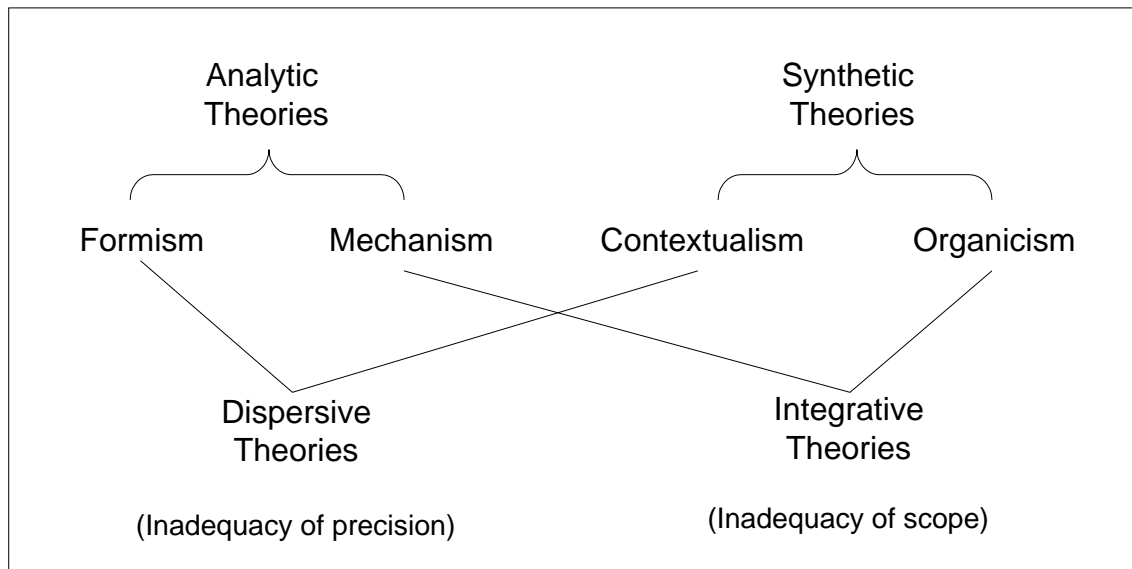 Analytic
Theories
Synthetic
Theories
Formism
Mechanism
Contextualism
Organicism
Dispersive
Theories
Integrative
Theories
(Inadequacy of precision)
(Inadequacy of scope)